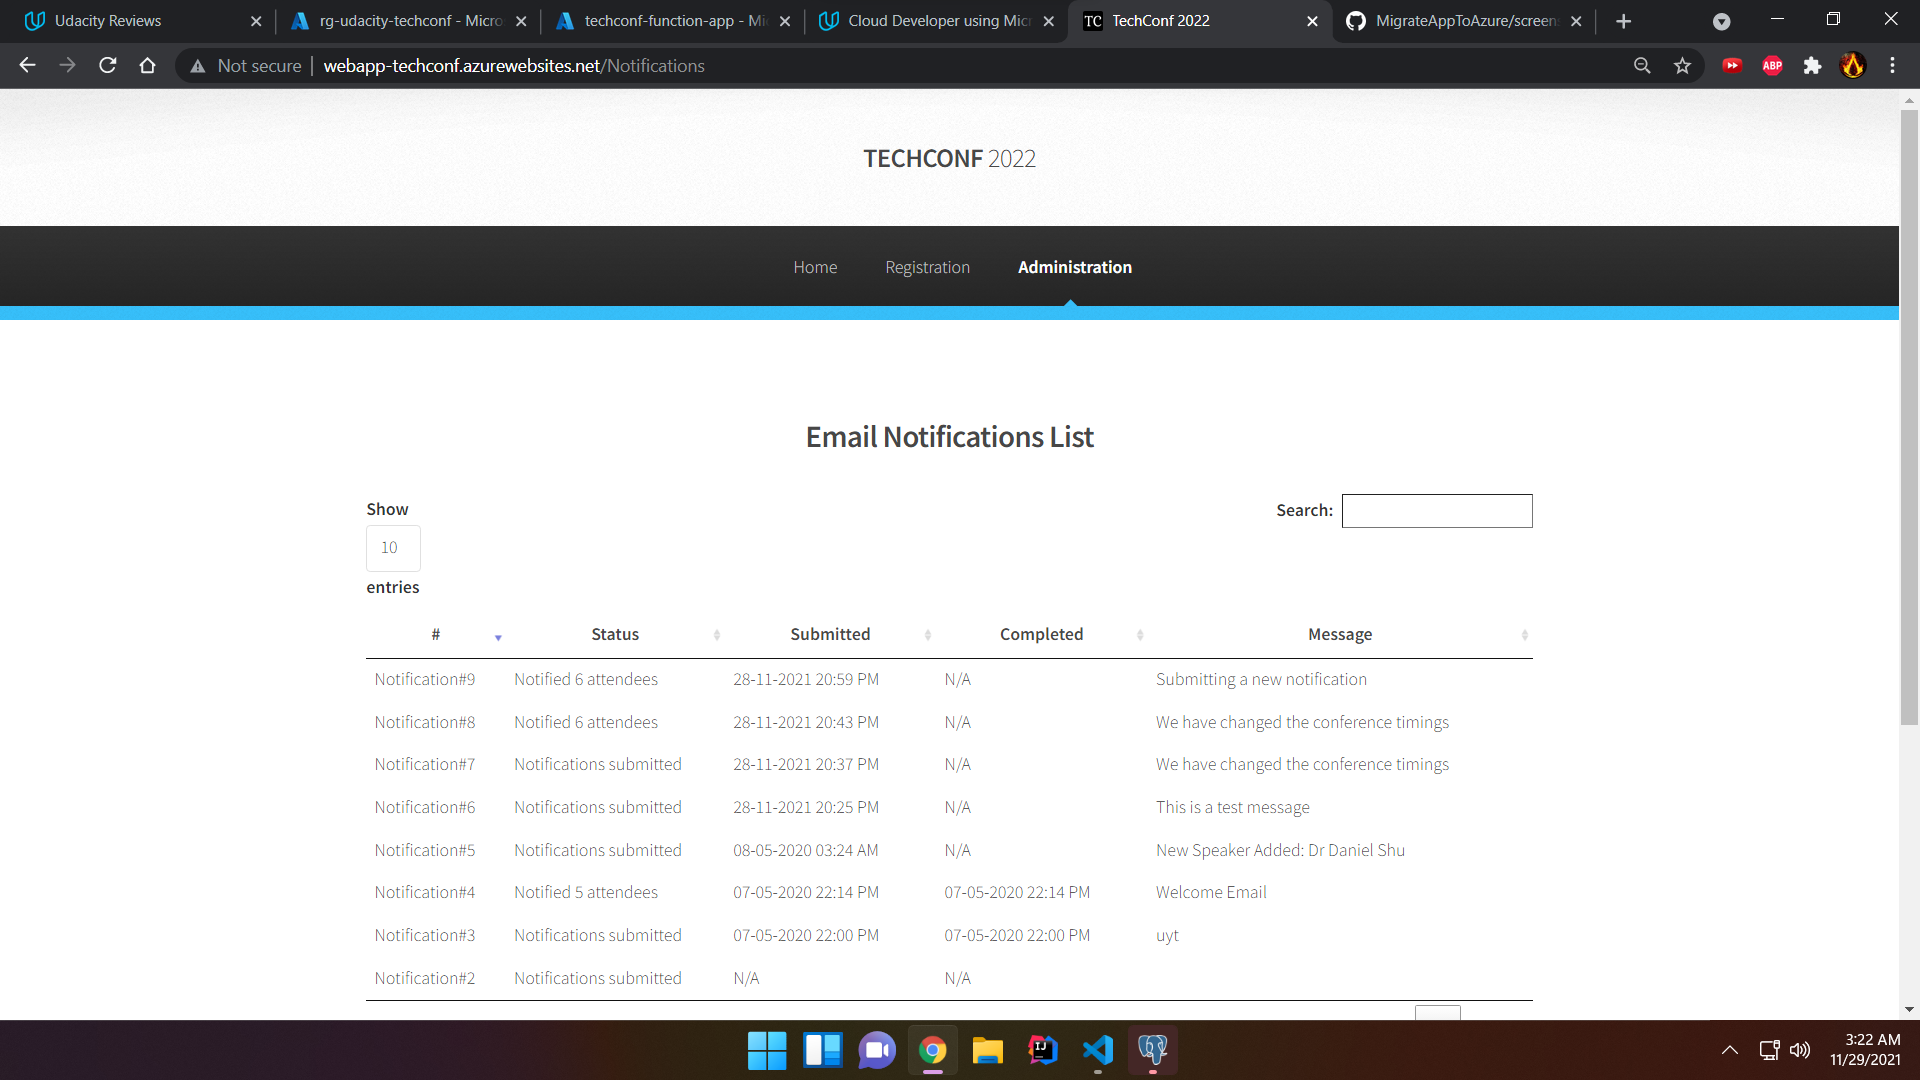 Udacity Reviews
rg-udacity-techconf - Micro
techconf-function-app - Mi
Cloud Developer using Micr
TC TechConf 2022
MigrateAppToAzure/screen
Not secure webapp-techconf.azurewebsites.net/Notifications
ABP
TECHCONF 2022
Home Registration Administration
Email Notifications List
Show
10
entries
Search:
# Status Submitted Completed Message
Notification#9 Notified 6 attendees 28-11-2021 20:59 PM N/A Submitting a new notification
Notification#8 Notified 6 attendees 28-11-2021 20:43 PM N/A We have changed the conference timings
Notification#7 Notifications submitted 28-11-2021 20:37 PM N/A We have changed the conference timings
Notification#6 Notifications submitted 28-11-2021 20:25 PM N/A This is a test message
Notification#5 Notifications submitted 08-05-2020 03:24 AM N/A New Speaker Added: Dr Daniel Shu
Notification#4 Notified 5 attendees 07-05-2020 22:14 PM 07-05-2020 22:14 PM Welcome Email
Notification#3 Notifications submitted 07-05-2020 22:00 PM 07-05-2020 22:00 PM uyt
Notification#2 Notifications submitted N/A N/A
IJ
3:22 AM
11/29/2021